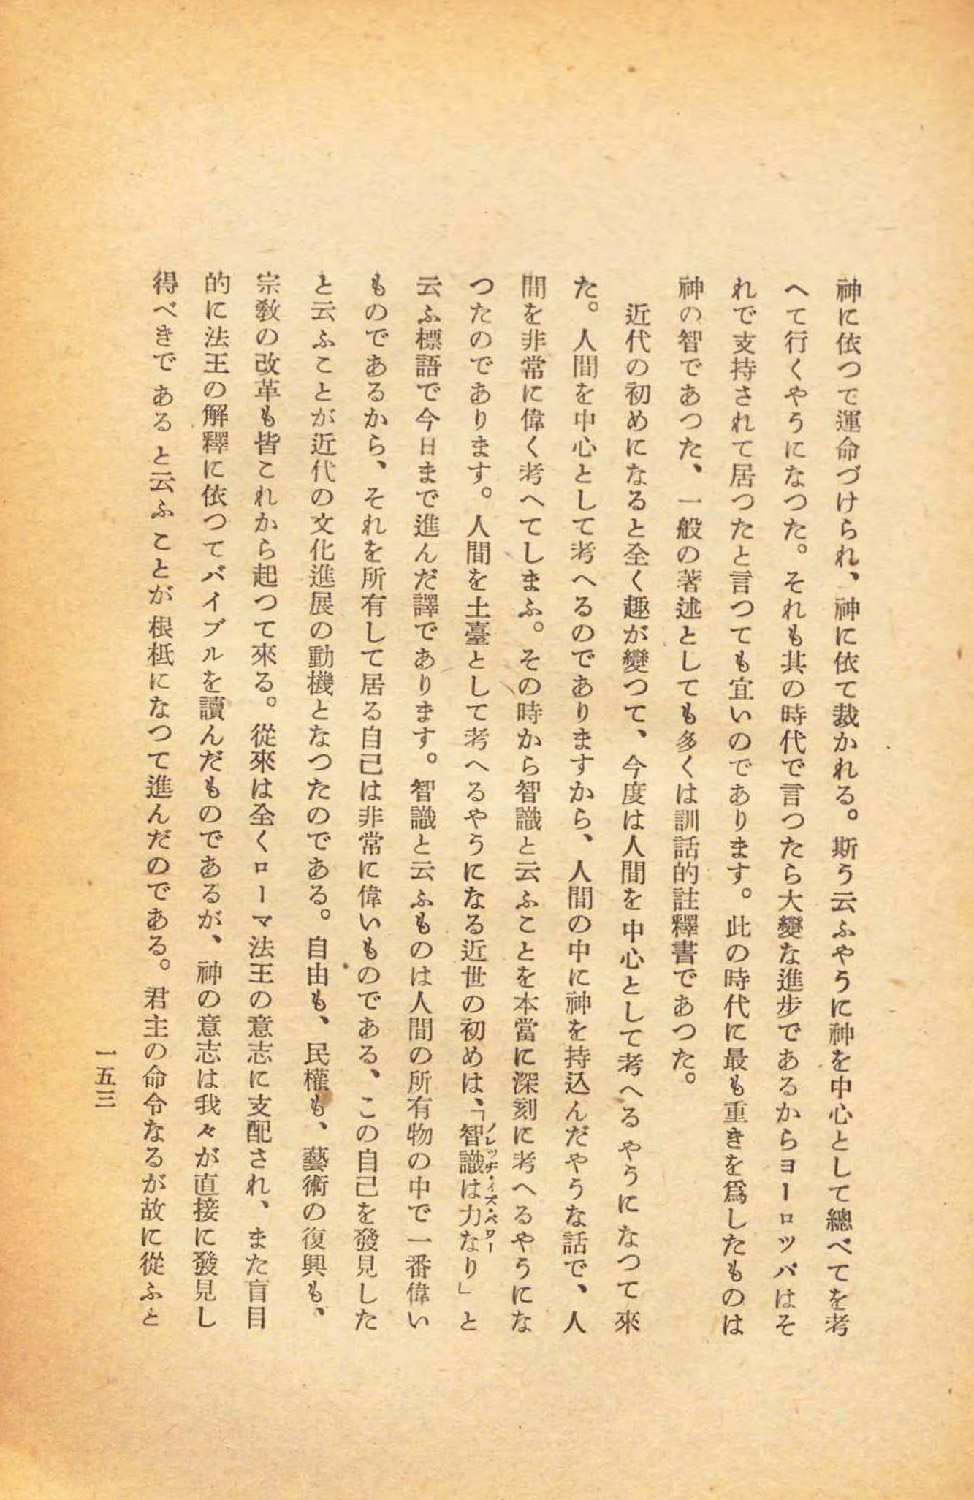 神に依つて運命づけられ、神に依て裁かれる。斯う云ふやうに神を中心として總べてを考
へて行くやうになつた。それも其の時代で言つたら大變な進步であるからヨーロッパはそ
れで支持されて居つたと言つても宜いのであります。此の時代に最も重きを爲したものは
神の智であつた、一般の著述としても多くは訓話的註釋書であつた。
近代の初めになると全く趣が變つて、今度は人間を中心として考へるやうになつて來
た。人間を中心として考へるのでありますから、人間の中に神を持込んだやうな話で、人
間を非常に偉く考へてしまふ。その時から智識と云ふことを本當に深刻に考へるやうにな
つたのであります。人間を土臺として考へるやうになる近世の初めは、「智識は力なり」と
ノレッヂ・イズ・パワー
云ふ標語で今日まで進んだ譯であります。智識と云ふものは人間の所有物の中で一番偉い
ものであるから、それを所有して居る自己は非常に偉いものである、この自己を發見した
と云ふことが近代の文化進展の動機となつたのである。自由も、民權も、藝術の復興も、
宗敎の改革も皆これから起つて來る。從來は全くローマ法王の意志に支配され、また盲目
的に法王の解釋に依つてバイブルを讀んだものであるが、神の意志は我々が直接に發見し
得べきであると云ふことが根柢になつて進んだのである。君主の命令なるが故に從ふと
一五三